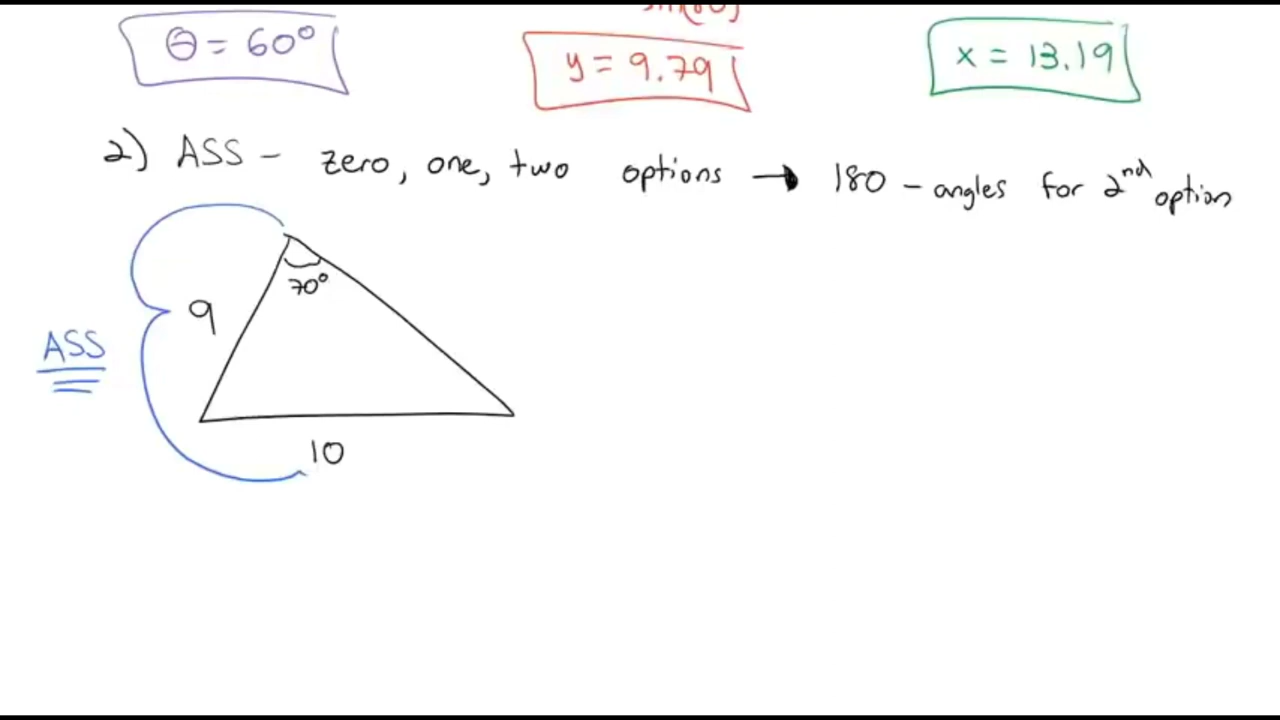 θ = 60°
y = 9.79
x = 13.19
2) ASS - zero, one, two options → 180 - angles for 2nd option
70°
9
ASS
10